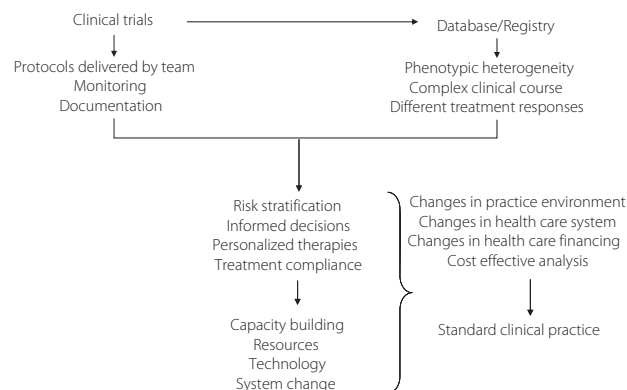 Clinical trials
Database/Registry
Protocols delivered by team
Monitoring
Documentation
Phenotypic heterogeneity
Complex clinical course
Different treatment responses
Risk stratification
Informed decisions
Personalized therapies
Treatment compliance
Capacity building
Resources
Technology
System change
Changes in practice environment
Changes in health care system
Changes in health care financing
Cost effective analysis
Standard clinical practice